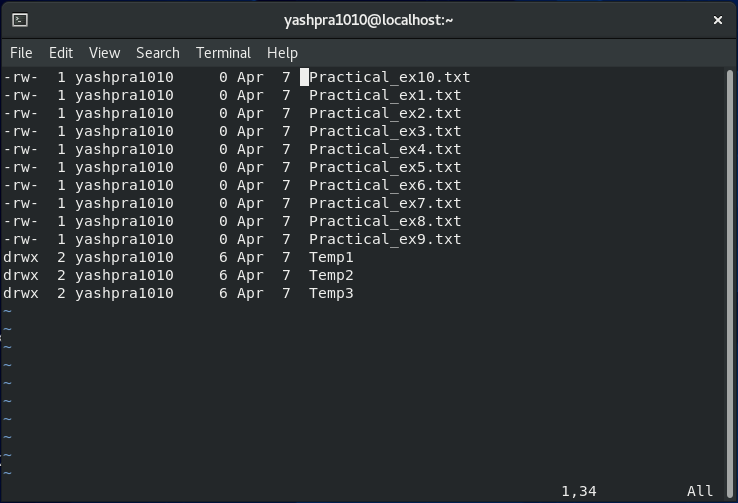 yashpra1010@localhost:~
File Edit View Search Terminal Help
-rw-  1 yashpra1010     0 Apr  7  Practical_ex10.txt
-rw-  1 yashpra1010     0 Apr  7  Practical_ex1.txt
-rw-  1 yashpra1010     0 Apr  7  Practical_ex2.txt
-rw-  1 yashpra1010     0 Apr  7  Practical_ex3.txt
-rw-  1 yashpra1010     0 Apr  7  Practical_ex4.txt
-rw-  1 yashpra1010     0 Apr  7  Practical_ex5.txt
-rw-  1 yashpra1010     0 Apr  7  Practical_ex6.txt
-rw-  1 yashpra1010     0 Apr  7  Practical_ex7.txt
-rw-  1 yashpra1010     0 Apr  7  Practical_ex8.txt
-rw-  1 yashpra1010     0 Apr  7  Practical_ex9.txt
drwx  2 yashpra1010     6 Apr  7  Temp1
drwx  2 yashpra1010     6 Apr  7  Temp2
drwx  2 yashpra1010     6 Apr  7  Temp3
~
~
~
~
~
~
~
~
~
~
1,34 All